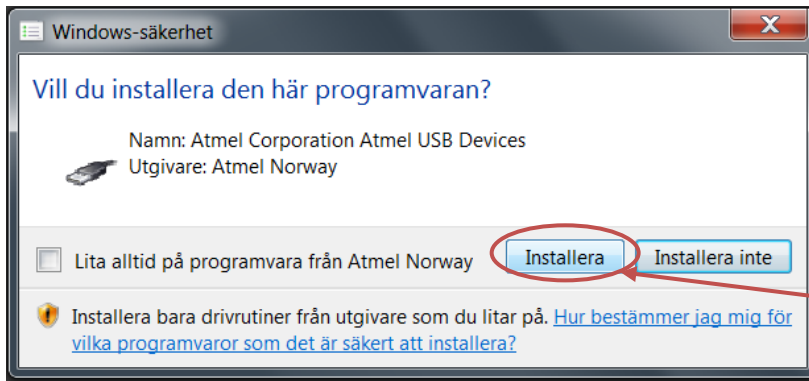 Windows-säkerhet
Vill du installera den här programvaran?
Namn: Atmel Corporation Atmel USB Devices
Utgivare: Atmel Norway
Lita alltid på programvara från Atmel Norway
Installera
Installera inte
Installera bara drivrutiner från utgivare som du litar på. Hur bestämmer jag mig för
vilka programvaror som det är säkert att installera?